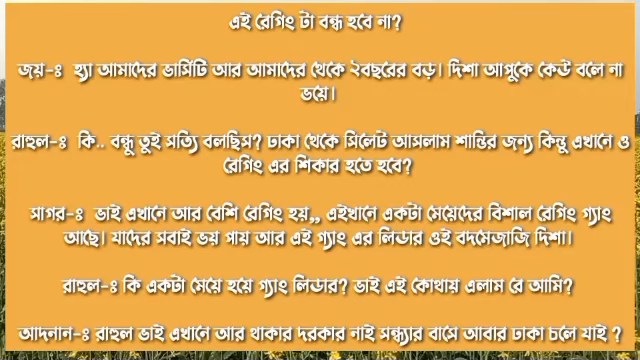 এই রেগিং টা বন্ধ হবে না?
জয়-ঃ হ্যা আমাদের ভার্সিটি আর আমাদের থেকে ২বছরের বড়। দিশা আপুকে কেউ বলে না
ভয়ে।
রাহুল-ঃ কি.. বন্ধু তুই সত্যি বলছিস? ঢাকা থেকে সিলেট আসলাম শান্তির জন্য কিন্তু এখানে ও
রেগিং এর শিকার হতে হবে?
সাগর-ঃ ভাই এখানে আর বেশি রেগিং হয়,, এইখানে একটা মেয়েদের বিশাল রেগিং গ্যাং
আছে। যাদের সবাই ভয় পায় আর এই গ্যাং এর লিডার ওই বদমেজাজি দিশা।
রাহুল-ঃ কি একটা মেয়ে হয়ে গ্যাং লিডার? ভাই এই কোথায় এলাম রে আমি?
আদনান-ঃ রাহুল ভাই এখানে আর থাকার দরকার নাই সন্ধ্যার বাসে আবার ঢাকা চলে যাই ?